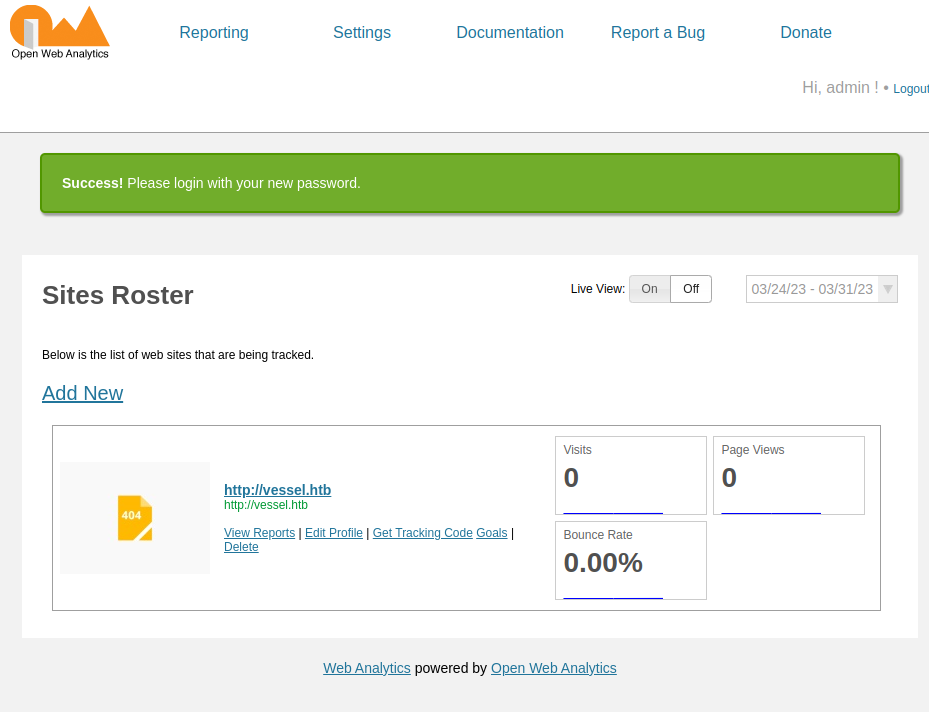 Open Web Analytics
Reporting Settings Documentation Report a Bug Donate
Hi, admin ! • Logout
Success! Please login with your new password.
Sites Roster
Live View: On Off
03/24/23 - 03/31/23
Below is the list of web sites that are being tracked.
Add New
404
http://vessel.htb
http://vessel.htb
View Reports | Edit Profile | Get Tracking Code Goals |
Delete
Visits
0
Page Views
0
Bounce Rate
0.00%
Web Analytics powered by Open Web Analytics